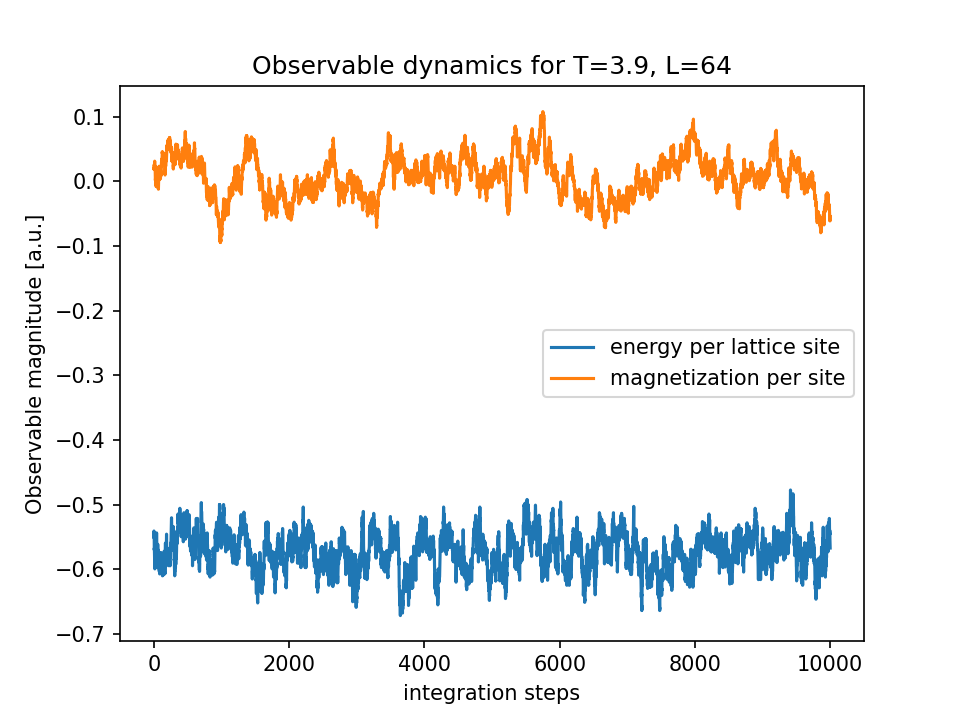 Observable dynamics for T=3.9, L=64
Observable magnitude [a.u.]
0.1
0.0
−0.1
−0.2
−0.3
−0.4
−0.5
−0.6
−0.7
energy per lattice site
magnetization per site
0 2000 4000 6000 8000 10000
integration steps